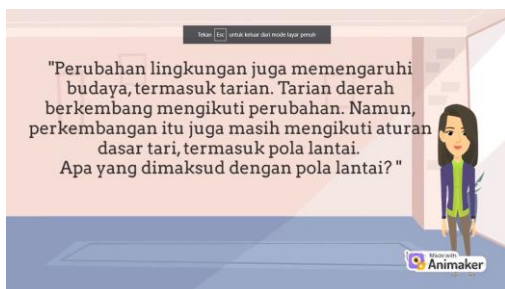 Tekan Esc untuk keluar dari mode layar penuh
"Perubahan lingkungan juga memengaruhi
budaya, termasuk tarian. Tarian daerah
berkembang mengikuti perubahan. Namun,
perkembangan itu juga masih mengikuti aturan
dasar tari, termasuk pola lantai.
Apa yang dimaksud dengan pola lantai? "
Made with
Animaker